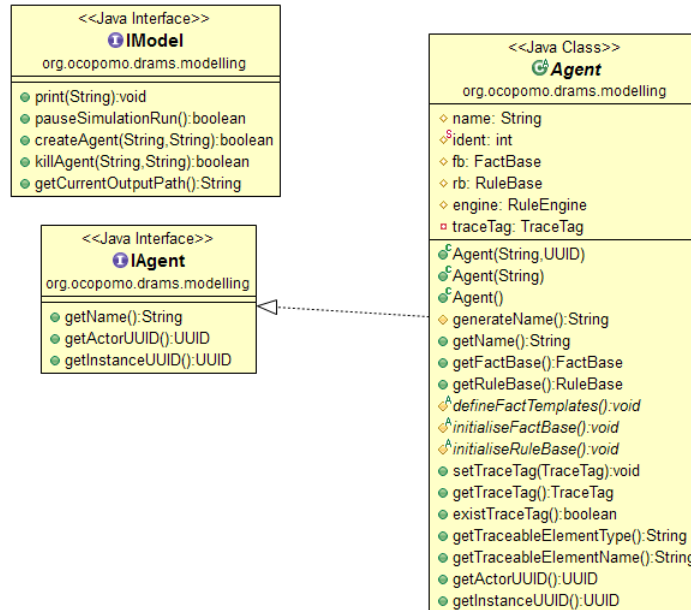 <<Java Interface>>
I IModel
org.ocopomo.drams.modelling
print(String):void
pauseSimulationRun():boolean
createAgent(String,String):boolean
killAgent(String,String):boolean
getCurrentOutputPath():String
<<Java Interface>>
I IAgent
org.ocopomo.drams.modelling
getName():String
getActorUUID():UUID
getInstanceUUID():UUID
<<Java Class>>
C A Agent
org.ocopomo.drams.modelling
name: String
S ident: int
fb: FactBase
rb: RuleBase
engine: RuleEngine
traceTag: TraceTag
C Agent(String,UUID)
C Agent(String)
C Agent()
generateName():String
getName():String
getFactBase():FactBase
getRuleBase():RuleBase
A defineFactTemplates():void
A initialiseFactBase():void
A initialiseRuleBase():void
setTraceTag(TraceTag):void
getTraceTag():TraceTag
existTraceTag():boolean
getTraceableElementType():String
getTraceableElementName():String
getActorUUID():UUID
getInstanceUUID():UUID